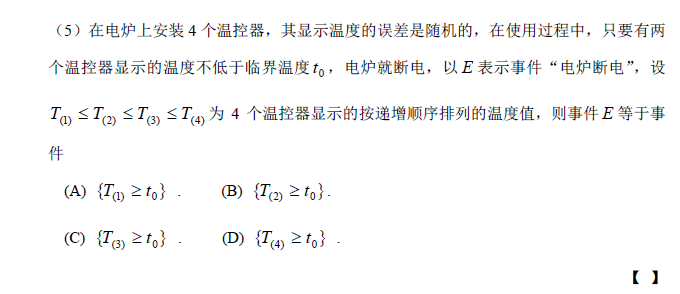 （5）在电炉上安装 4 个温控器，其显示温度的误差是随机的，在使用过程中，只要有两
个温控器显示的温度不低于临界温度 t₀，电炉就断电，以 E 表示事件“电炉断电”，设
T₍₁₎ ≤ T₍₂₎ ≤ T₍₃₎ ≤ T₍₄₎ 为 4 个温控器显示的按递增顺序排列的温度值，则事件 E 等于事
件
(A) {T₍₁₎ ≥ t₀} . (B) {T₍₂₎ ≥ t₀}.
(C) {T₍₃₎ ≥ t₀} . (D) {T₍₄₎ ≥ t₀} .
【 】